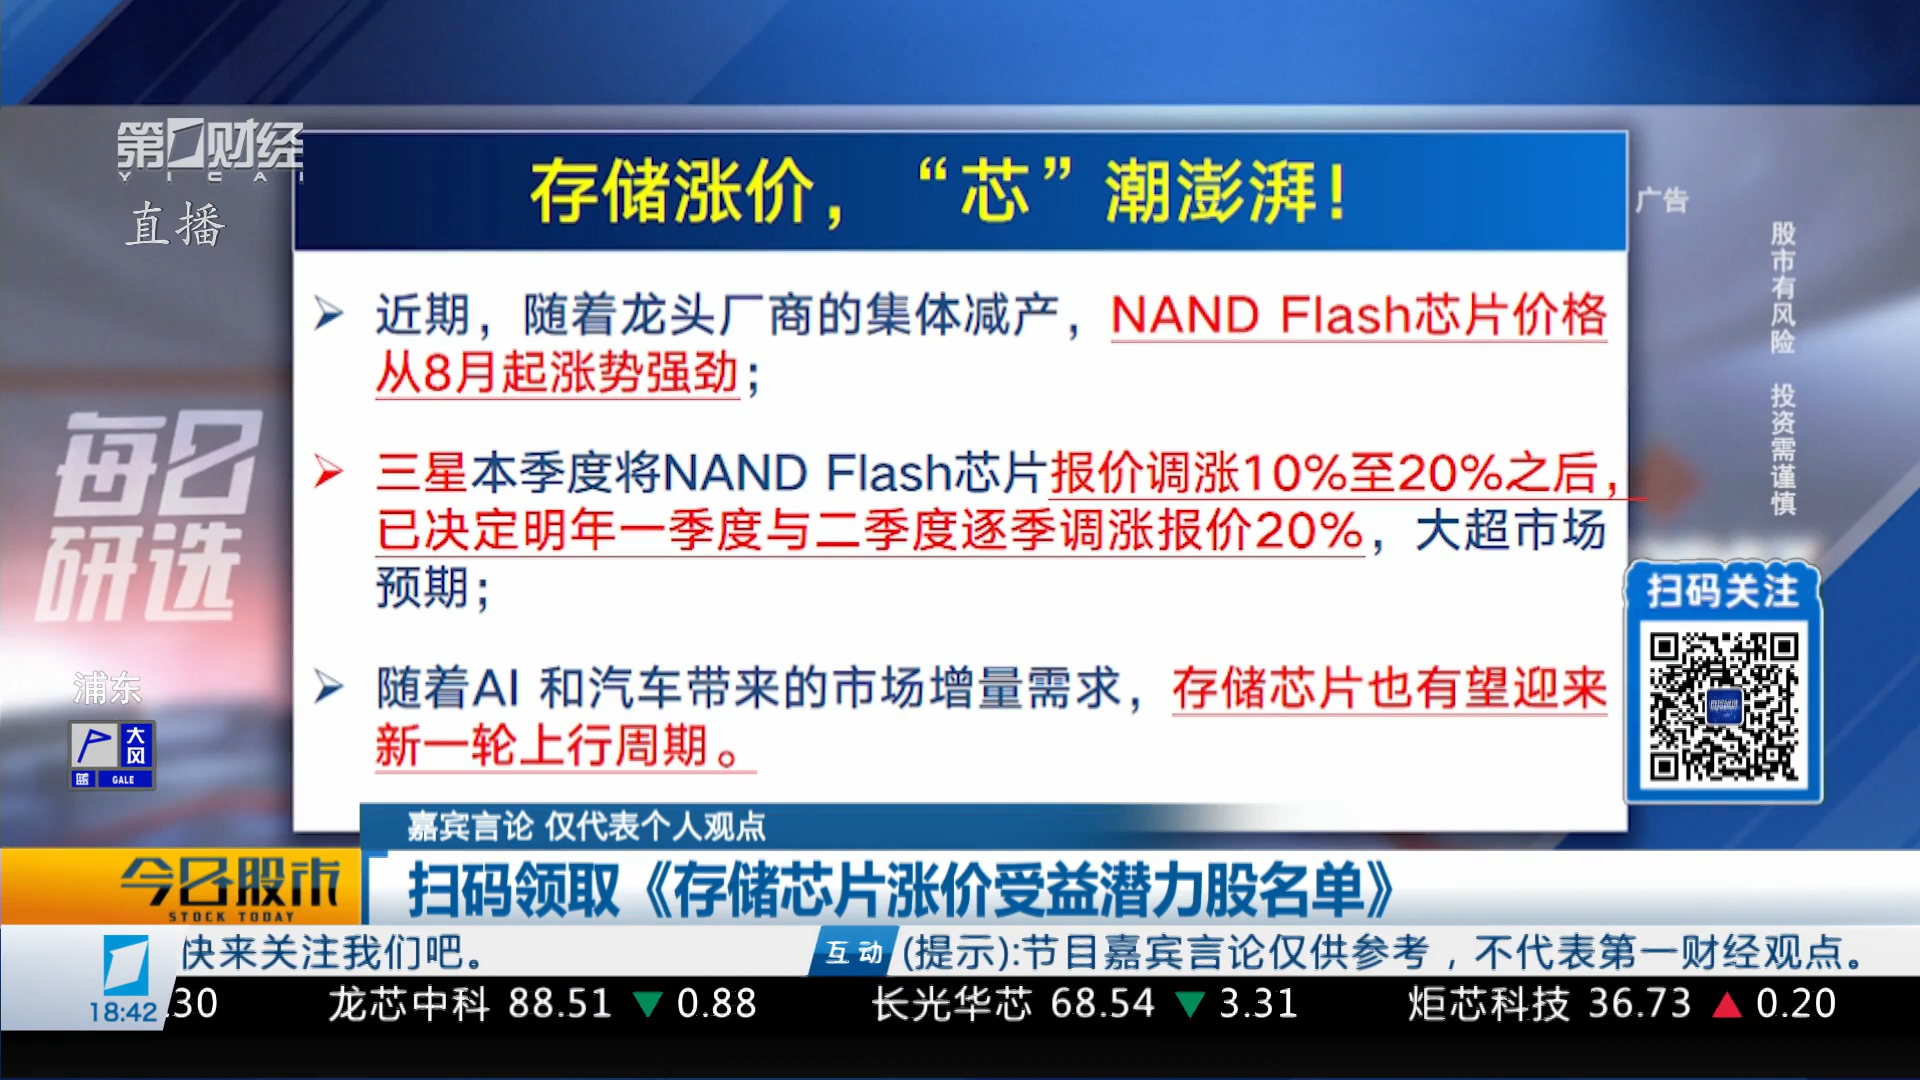 第1财经
YICAI
直播
存储涨价，“芯”潮澎湃！
广告
股市有风险 投资需谨慎
近期，随着龙头厂商的集体减产，NAND Flash芯片价格
从8月起涨势强劲；
三星本季度将NAND Flash芯片报价调涨10%至20%之后，
已决定明年一季度与二季度逐季调涨报价20%，大超市场
预期；
随着AI 和汽车带来的市场增量需求，存储芯片也有望迎来
新一轮上行周期。
每日
研选
浦东
大风
蓝 GALE
扫码关注
嘉宾言论 仅代表个人观点
今日股市
STOCK TODAY
扫码领取《存储芯片涨价受益潜力股名单》
快来关注我们吧。
互动
(提示):节目嘉宾言论仅供参考，不代表第一财经观点。
18:42
.30 龙芯中科 88.51 ▼ 0.88 长光华芯 68.54 ▼ 3.31 炬芯科技 36.73 ▲ 0.20